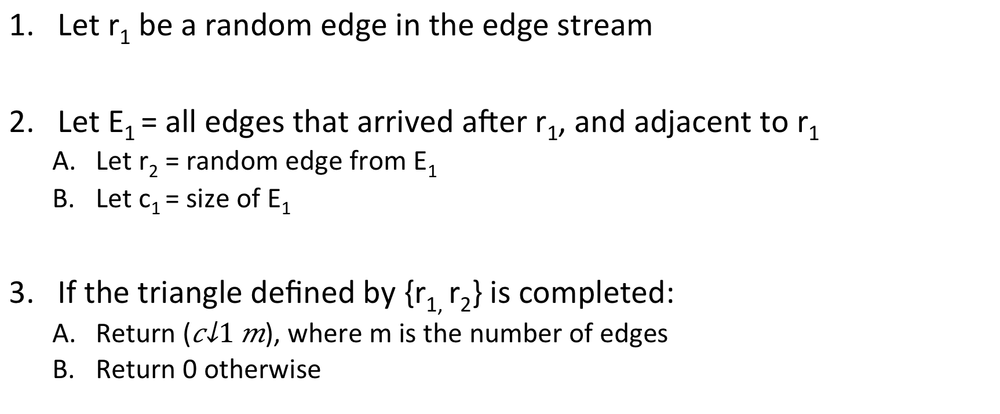 1. Let r₁ be a random edge in the edge stream
2. Let E₁ = all edges that arrived after r₁, and adjacent to r₁
A. Let r₂ = random edge from E₁
B. Let c₁ = size of E₁
3. If the triangle defined by {r₁, r₂} is completed:
A. Return (𝑐↓1 𝑚), where m is the number of edges
B. Return 0 otherwise